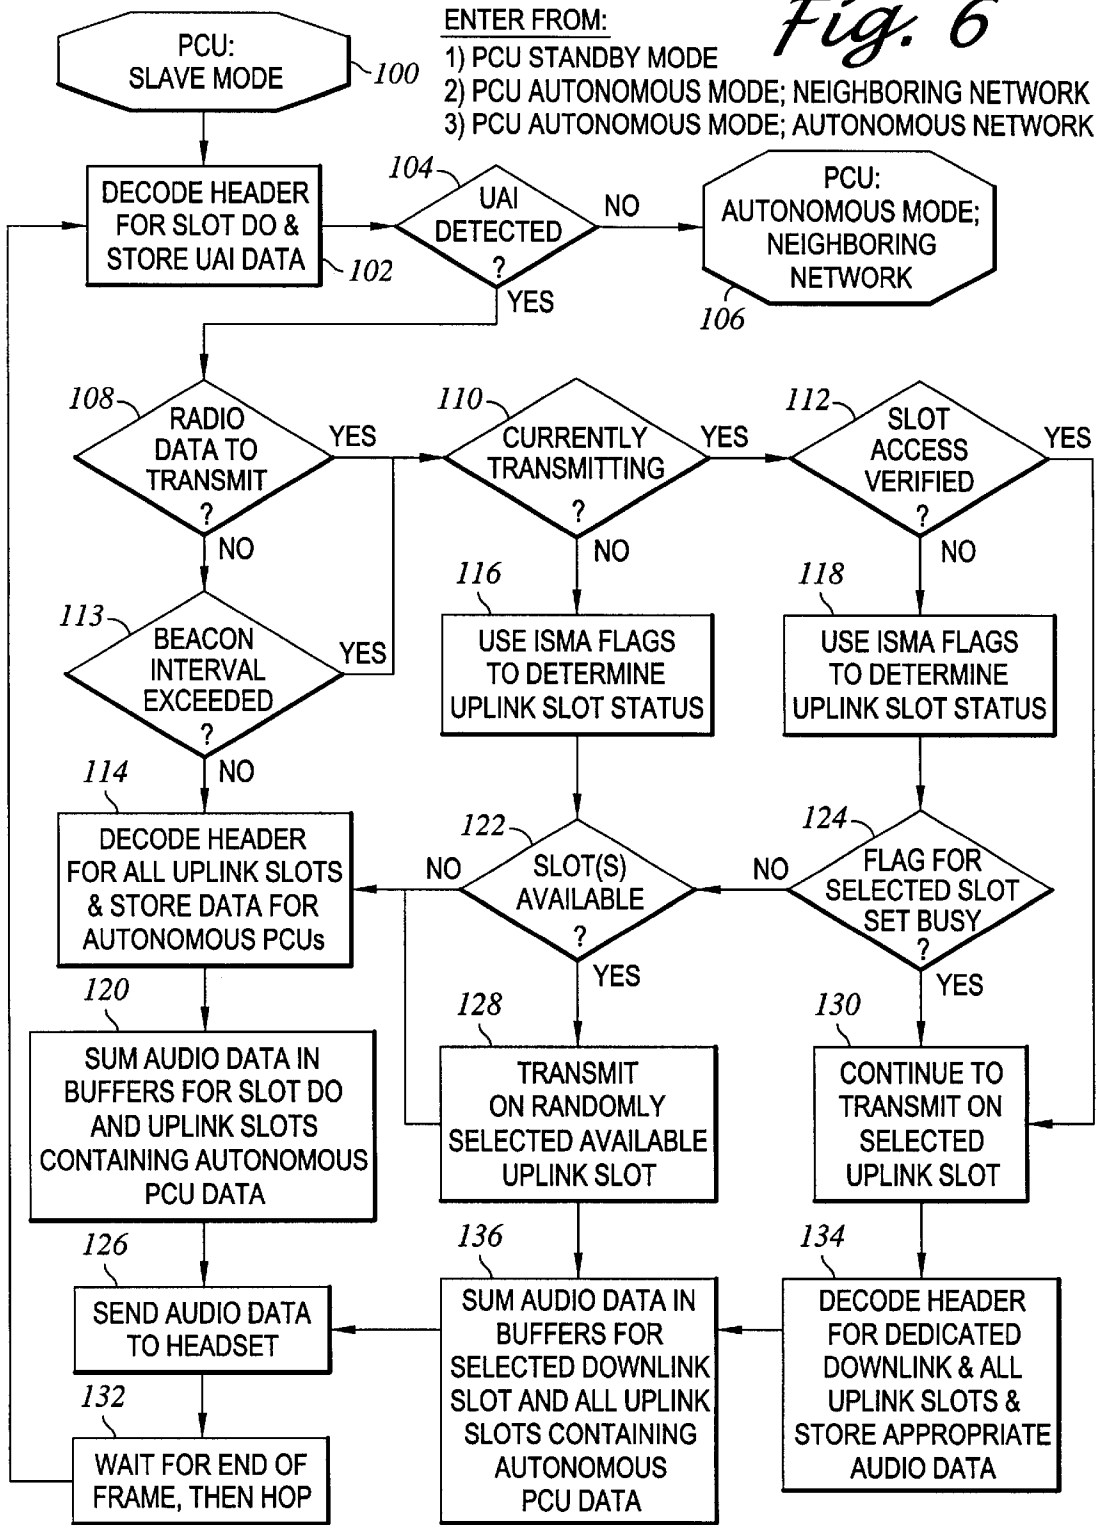 Fig. 6
ENTER FROM:
1) PCU STANDBY MODE
2) PCU AUTONOMOUS MODE; NEIGHBORING NETWORK
3) PCU AUTONOMOUS MODE; AUTONOMOUS NETWORK
PCU:
SLAVE MODE
100
DECODE HEADER
FOR SLOT DO &
STORE UAI DATA
102
104
UAI
DETECTED
?
NO
YES
PCU:
AUTONOMOUS MODE;
NEIGHBORING
NETWORK
106
108
RADIO
DATA TO
TRANSMIT
?
YES
NO
110
CURRENTLY
TRANSMITTING
?
YES
NO
112
SLOT
ACCESS
VERIFIED
?
YES
NO
113
BEACON
INTERVAL
EXCEEDED
?
YES
NO
116
USE ISMA FLAGS
TO DETERMINE
UPLINK SLOT STATUS
118
USE ISMA FLAGS
TO DETERMINE
UPLINK SLOT STATUS
114
DECODE HEADER
FOR ALL UPLINK SLOTS
& STORE DATA FOR
AUTONOMOUS PCUs
122
NO
SLOT(S)
AVAILABLE
?
YES
124
NO
FLAG FOR
SELECTED SLOT
SET BUSY
?
YES
120
SUM AUDIO DATA IN
BUFFERS FOR SLOT DO
AND UPLINK SLOTS
CONTAINING AUTONOMOUS
PCU DATA
128
TRANSMIT
ON RANDOMLY
SELECTED AVAILABLE
UPLINK SLOT
130
CONTINUE TO
TRANSMIT ON
SELECTED
UPLINK SLOT
126
SEND AUDIO DATA
TO HEADSET
136
SUM AUDIO DATA IN
BUFFERS FOR
SELECTED DOWNLINK
SLOT AND ALL UPLINK
SLOTS CONTAINING
AUTONOMOUS
PCU DATA
134
DECODE HEADER
FOR DEDICATED
DOWNLINK & ALL
UPLINK SLOTS &
STORE APPROPRIATE
AUDIO DATA
132
WAIT FOR END OF
FRAME, THEN HOP